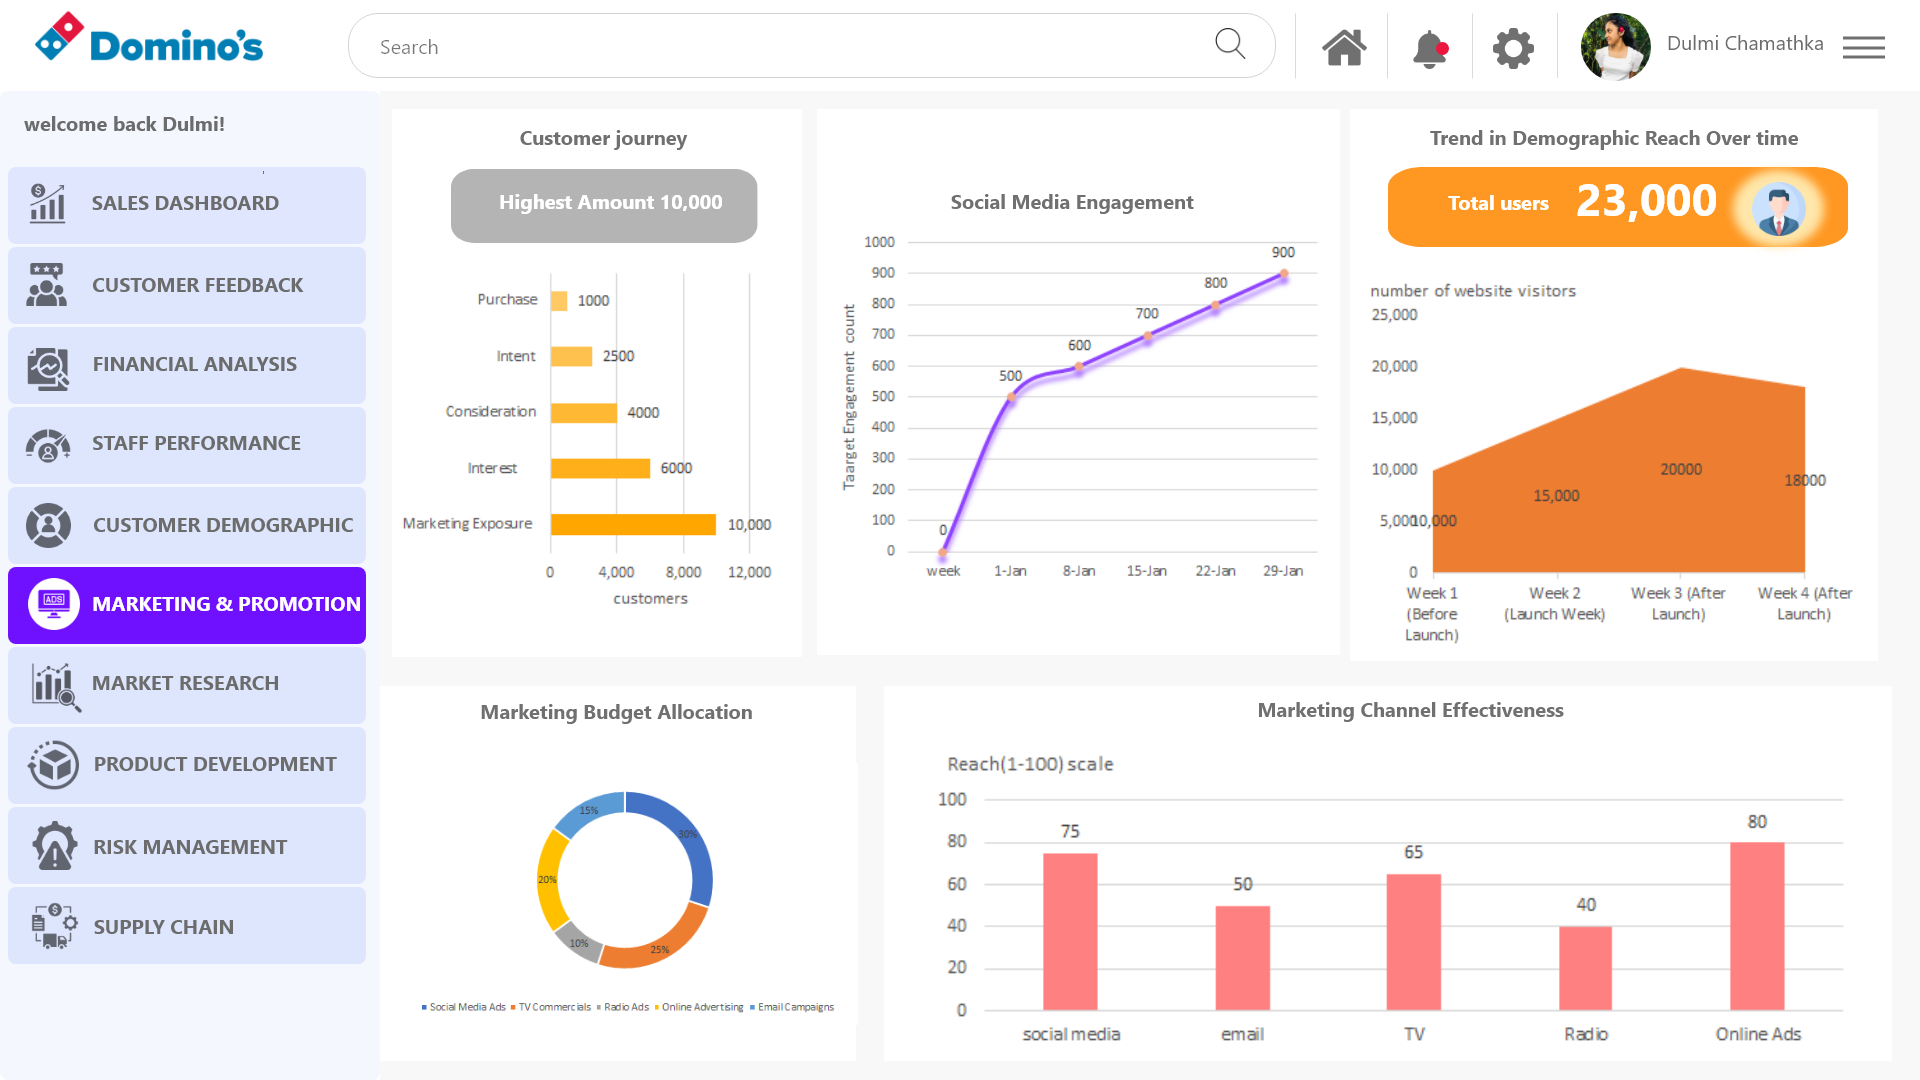 Domino's
Search
Dulmi Chamathka
welcome back Dulmi!
SALES DASHBOARD
CUSTOMER FEEDBACK
FINANCIAL ANALYSIS
STAFF PERFORMANCE
CUSTOMER DEMOGRAPHIC
ADS
MARKETING & PROMOTION
MARKET RESEARCH
PRODUCT DEVELOPMENT
RISK MANAGEMENT
SUPPLY CHAIN
Customer journey
Highest Amount 10,000
Purchase 1000
Intent 2500
Consideration 4000
Interest 6000
Marketing Exposure 10,000
0 4,000 8,000 12,000
customers
Social Media Engagement
Taarget Engagement count
1000
900
800
700
600
500
400
300
200
100
0
0
500
600
700
800
900
week 1-Jan 8-Jan 15-Jan 22-Jan 29-Jan
Trend in Demographic Reach Over time
Total users 23,000
number of website visitors
25,000
20,000
15,000
10,000
5,000
0
10,000
15,000
20000
18000
Week 1 (Before Launch)
Week 2 (Launch Week)
Week 3 (After Launch)
Week 4 (After Launch)
Marketing Budget Allocation
15%
30%
20%
10%
25%
Social Media Ads TV Commercials Radio Ads Online Advertising Email Campaigns
Marketing Channel Effectiveness
Reach(1-100) scale
100
80
60
40
20
0
75
50
65
40
80
social media email TV Radio Online Ads